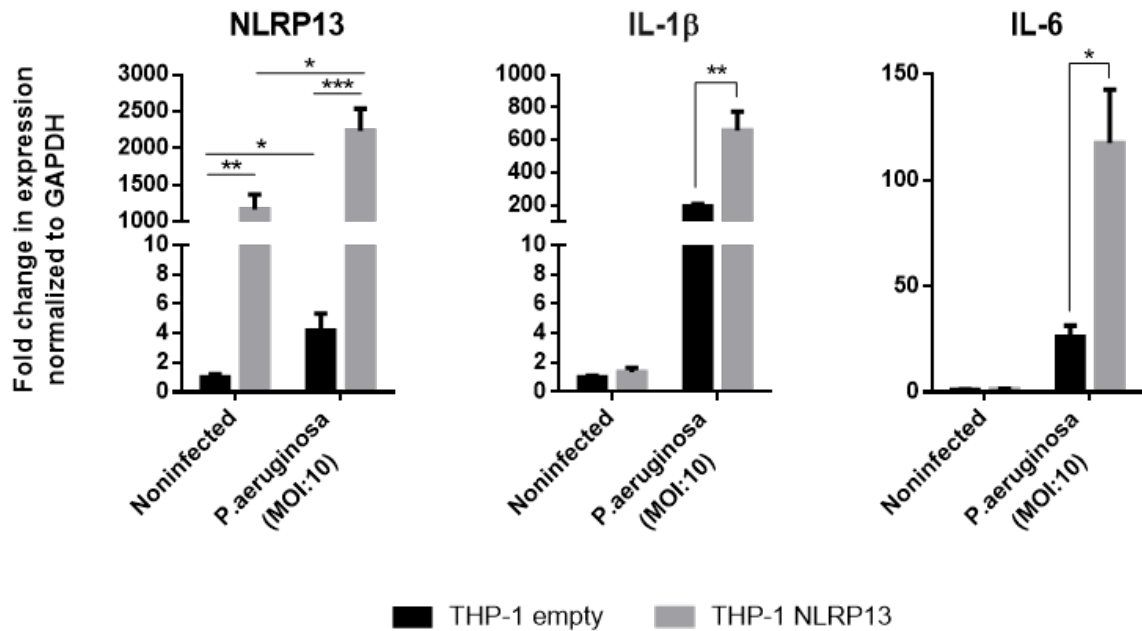 NLRP13
IL-1β
IL-6
Fold change in expression
normalized to GAPDH
3000
2500
2000
1500
1000
10
8
6
4
2
0
*
***
*
**
Noninfected
P.aeruginosa
(MOI:10)
1000
800
600
400
200
10
8
6
4
2
0
**
Noninfected
P.aeruginosa
(MOI:10)
150
100
50
0
*
Noninfected
P.aeruginosa
(MOI:10)
THP-1 empty
THP-1 NLRP13